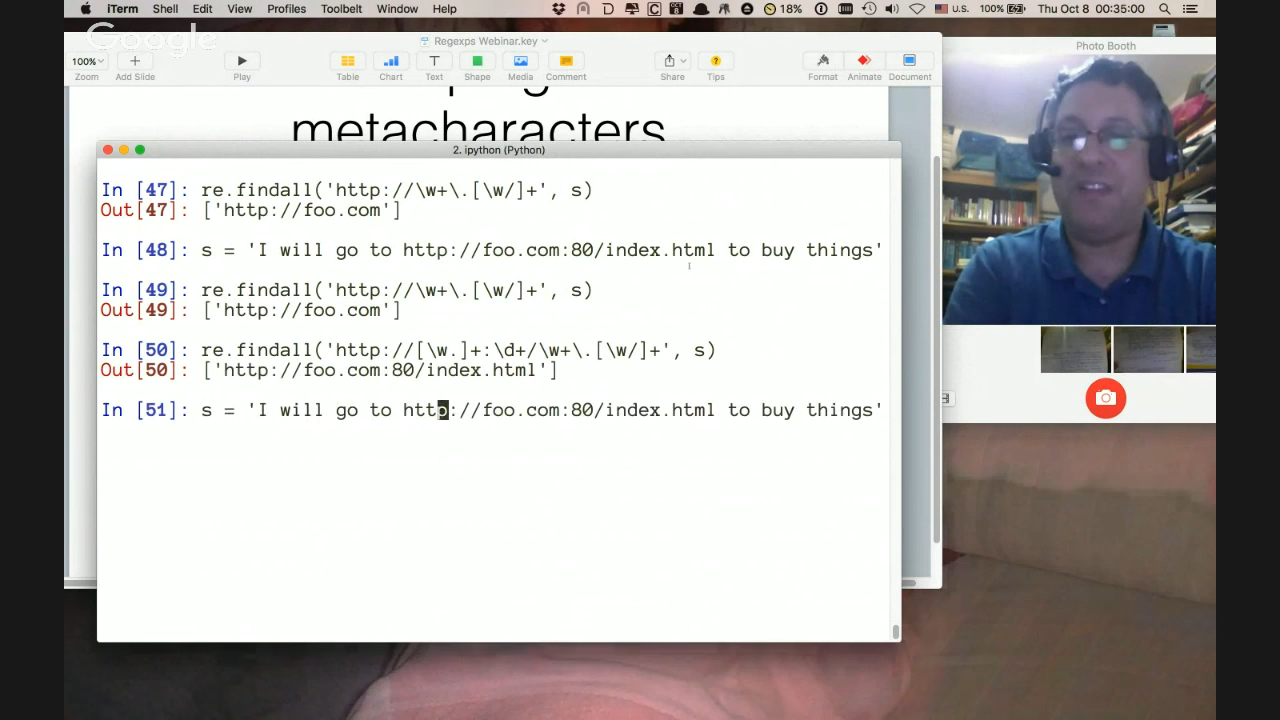 iTerm Shell Edit View Profiles Toolbelt Window Help 18% U.S. 100% Thu Oct 8 00:35:00
Google
Regexps Webinar.key
Photo Booth
100%
Zoom Add Slide Play Table Chart Text Shape Media Comment Share Tips Format Animate Document
metacharacters
2. ipython (Python)
In [47]: re.findall('http://\w+\.[\w/]+', s)
Out[47]: ['http://foo.com']
In [48]: s = 'I will go to http://foo.com:80/index.html to buy things'
In [49]: re.findall('http://\w+\.[\w/]+', s)
Out[49]: ['http://foo.com']
In [50]: re.findall('http://[\w.]+:\d+/\w+\.[\w/]+', s)
Out[50]: ['http://foo.com:80/index.html']
In [51]: s = 'I will go to http://foo.com:80/index.html to buy things'